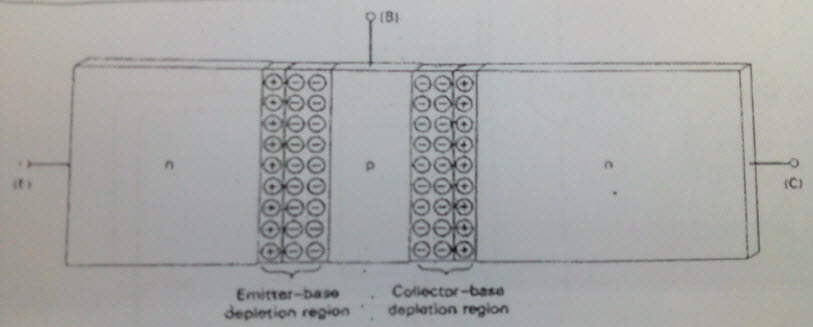 (B)
n
p
n
(E)
(C)
Emitter-base
depletion region
Collector-base
depletion region